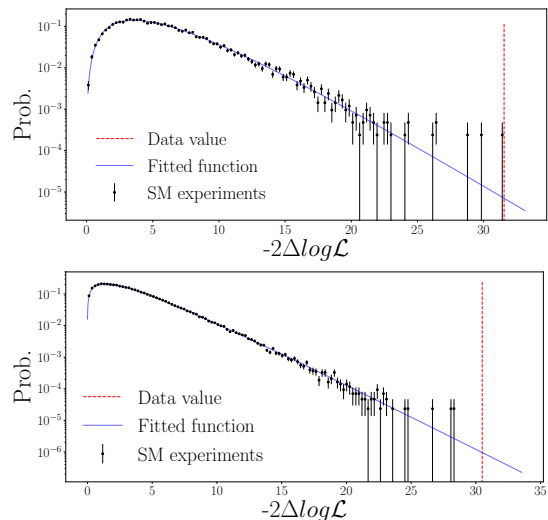 10⁻¹
10⁻²
10⁻³
10⁻⁴
10⁻⁵
Prob.
Data value
Fitted function
SM experiments
0 5 10 15 20 25 30
-2Δlogℒ
10⁻¹
10⁻²
10⁻³
10⁻⁴
10⁻⁵
10⁻⁶
Prob.
Data value
Fitted function
SM experiments
0 5 10 15 20 25 30 35
-2Δlogℒ